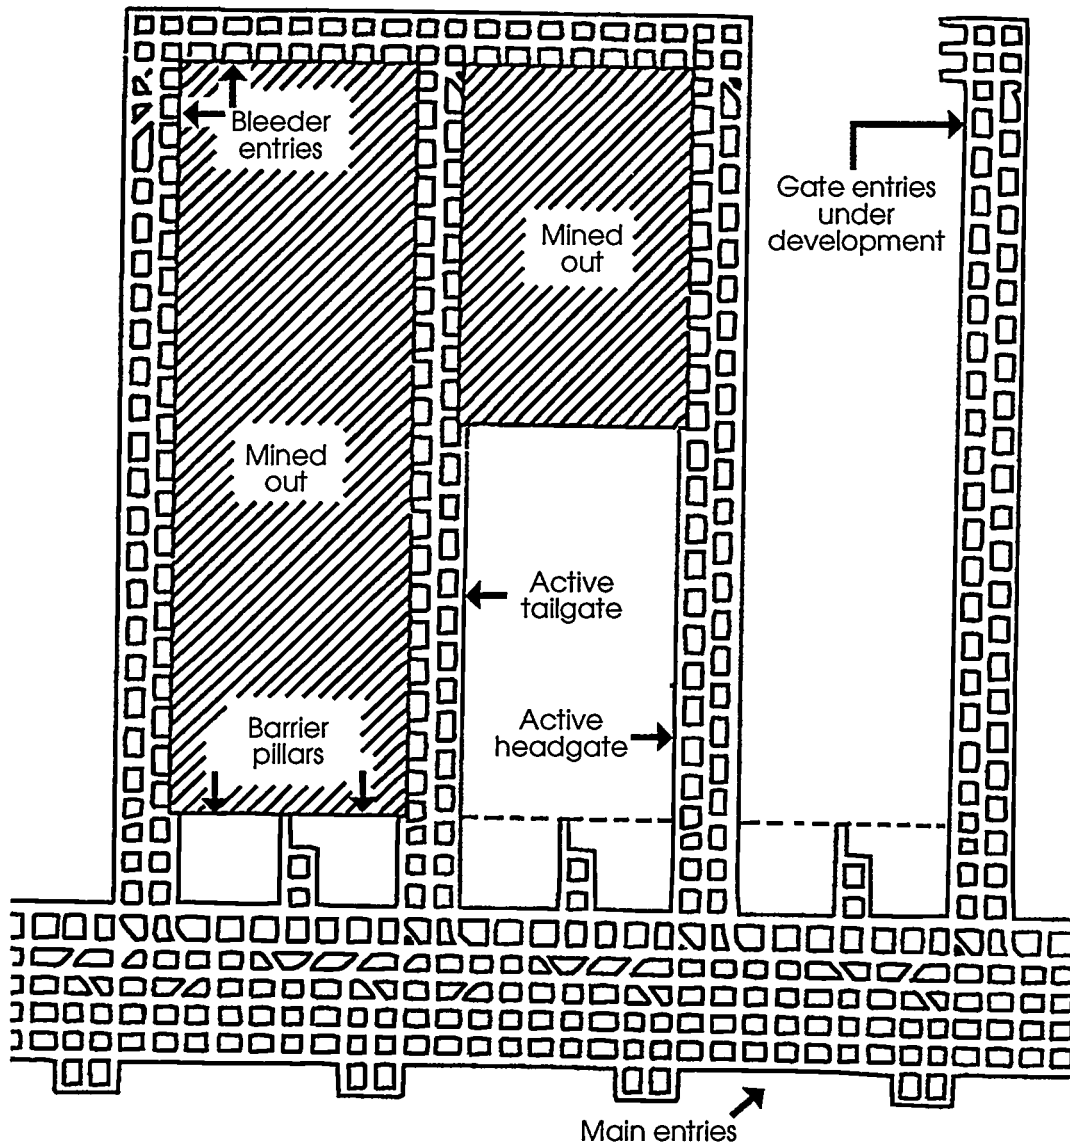 Bleeder
entries
Gate entries
under
development
Mined
out
Mined
out
Active
tailgate
Barrier
pillars
Active
headgate
Main entries